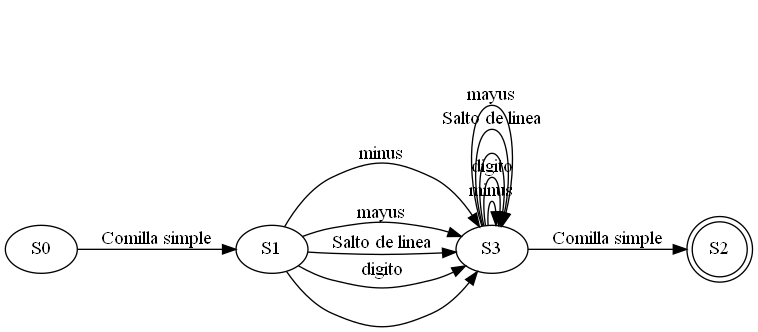 mayus
Salto de linea
digito
minus
minus
mayus
Salto de linea
digito
S0
Comilla simple
S1
S3
Comilla simple
S2